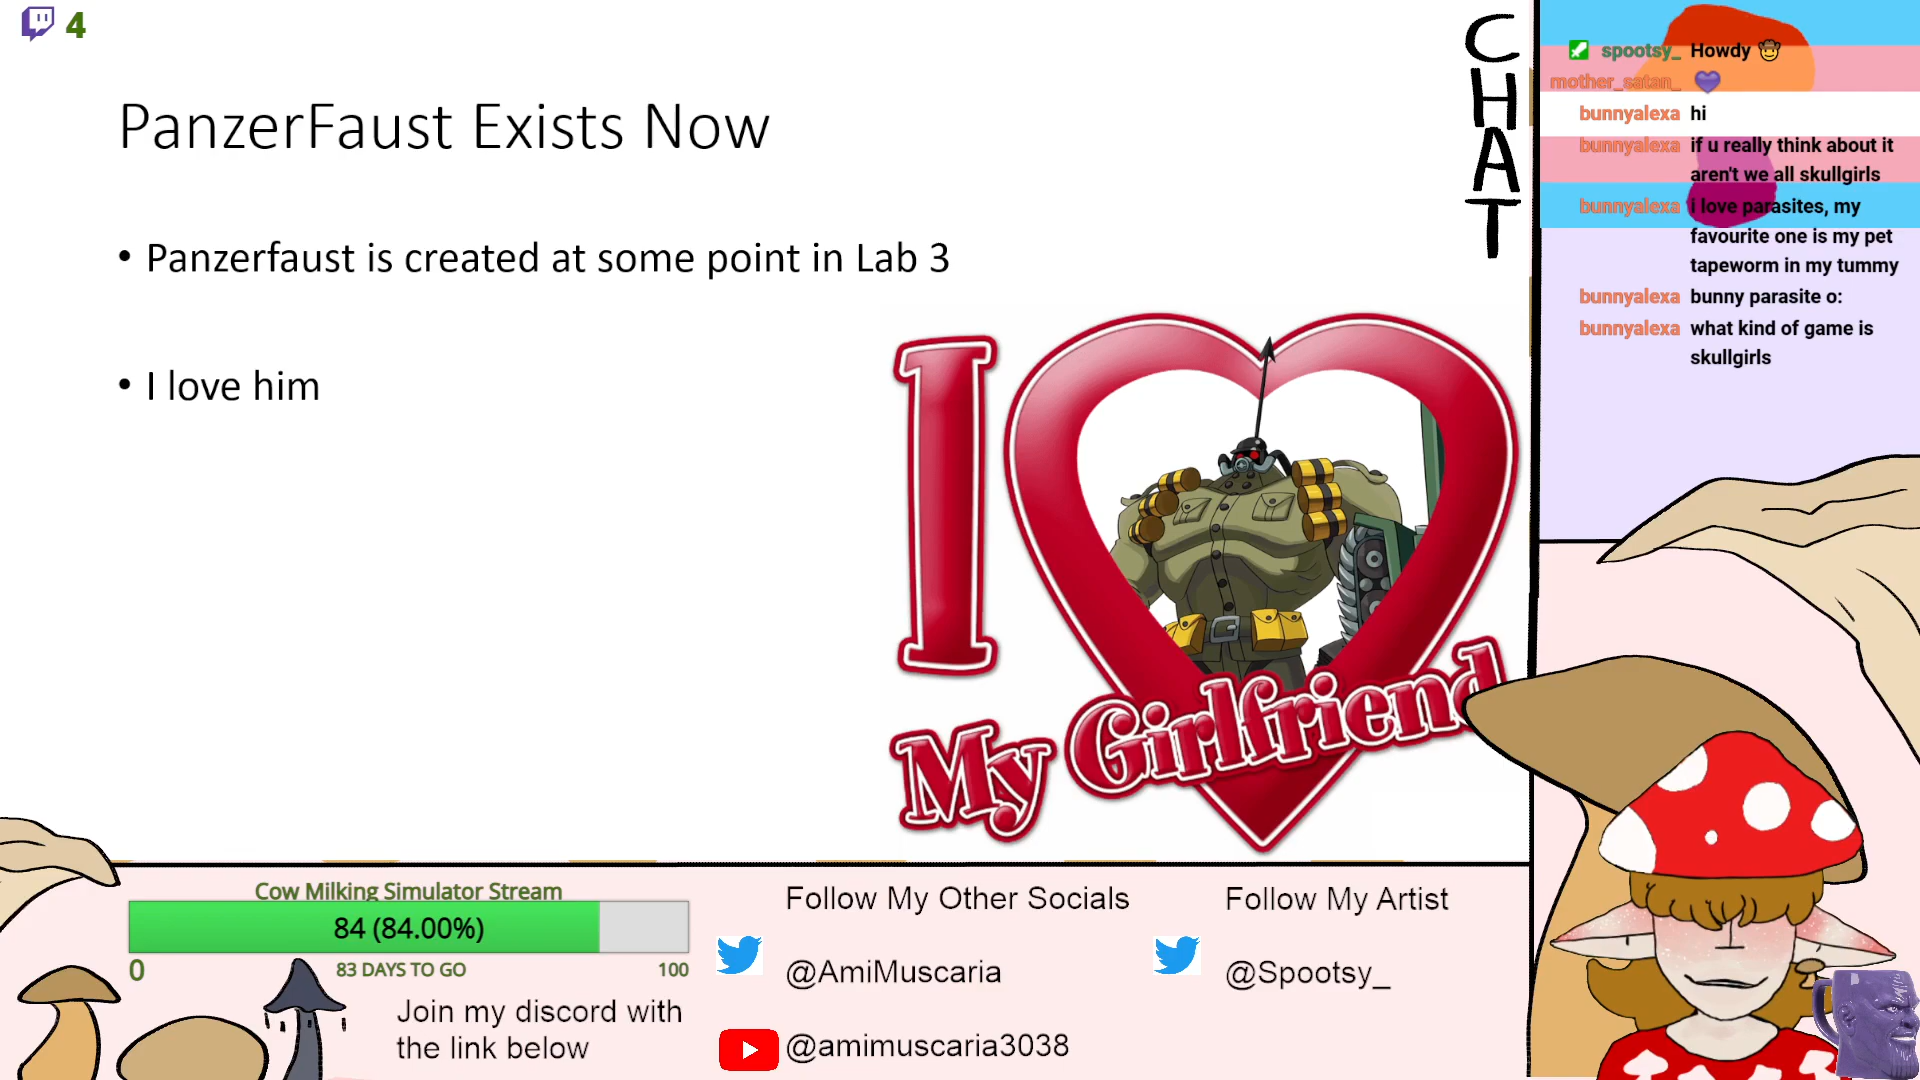 4
PanzerFaust Exists Now
• Panzerfaust is created at some point in Lab 3
• I love him
I
My Girlfriend
CHAT
spootsy_ Howdy
mother_satan_
bunnyalexa hi
bunnyalexa if u really think about it
aren't we all skullgirls
bunnyalexa i love parasites, my
favourite one is my pet
tapeworm in my tummy
bunnyalexa bunny parasite o:
bunnyalexa what kind of game is
skullgirls
Cow Milking Simulator Stream
84 (84.00%)
0 83 DAYS TO GO 100
Join my discord with
the link below
Follow My Other Socials
@AmiMuscaria
@amimuscaria3038
Follow My Artist
@Spootsy_